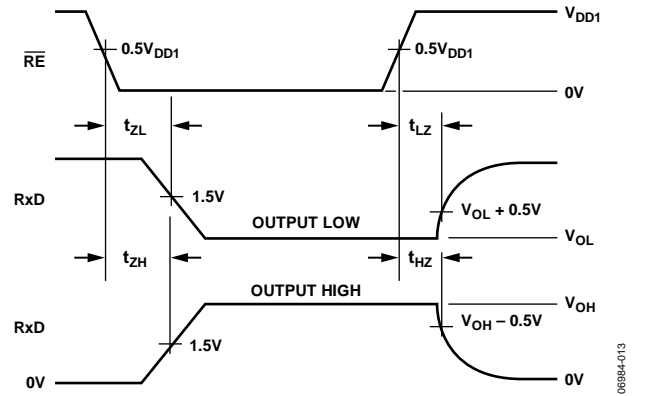 V_DD1
RE 0.5V_DD1 0.5V_DD1
0V
t_ZL t_LZ
RxD 1.5V V_OL + 0.5V
OUTPUT LOW V_OL
t_ZH t_HZ
OUTPUT HIGH V_OH
RxD 1.5V V_OH – 0.5V
0V 0V
06984-013